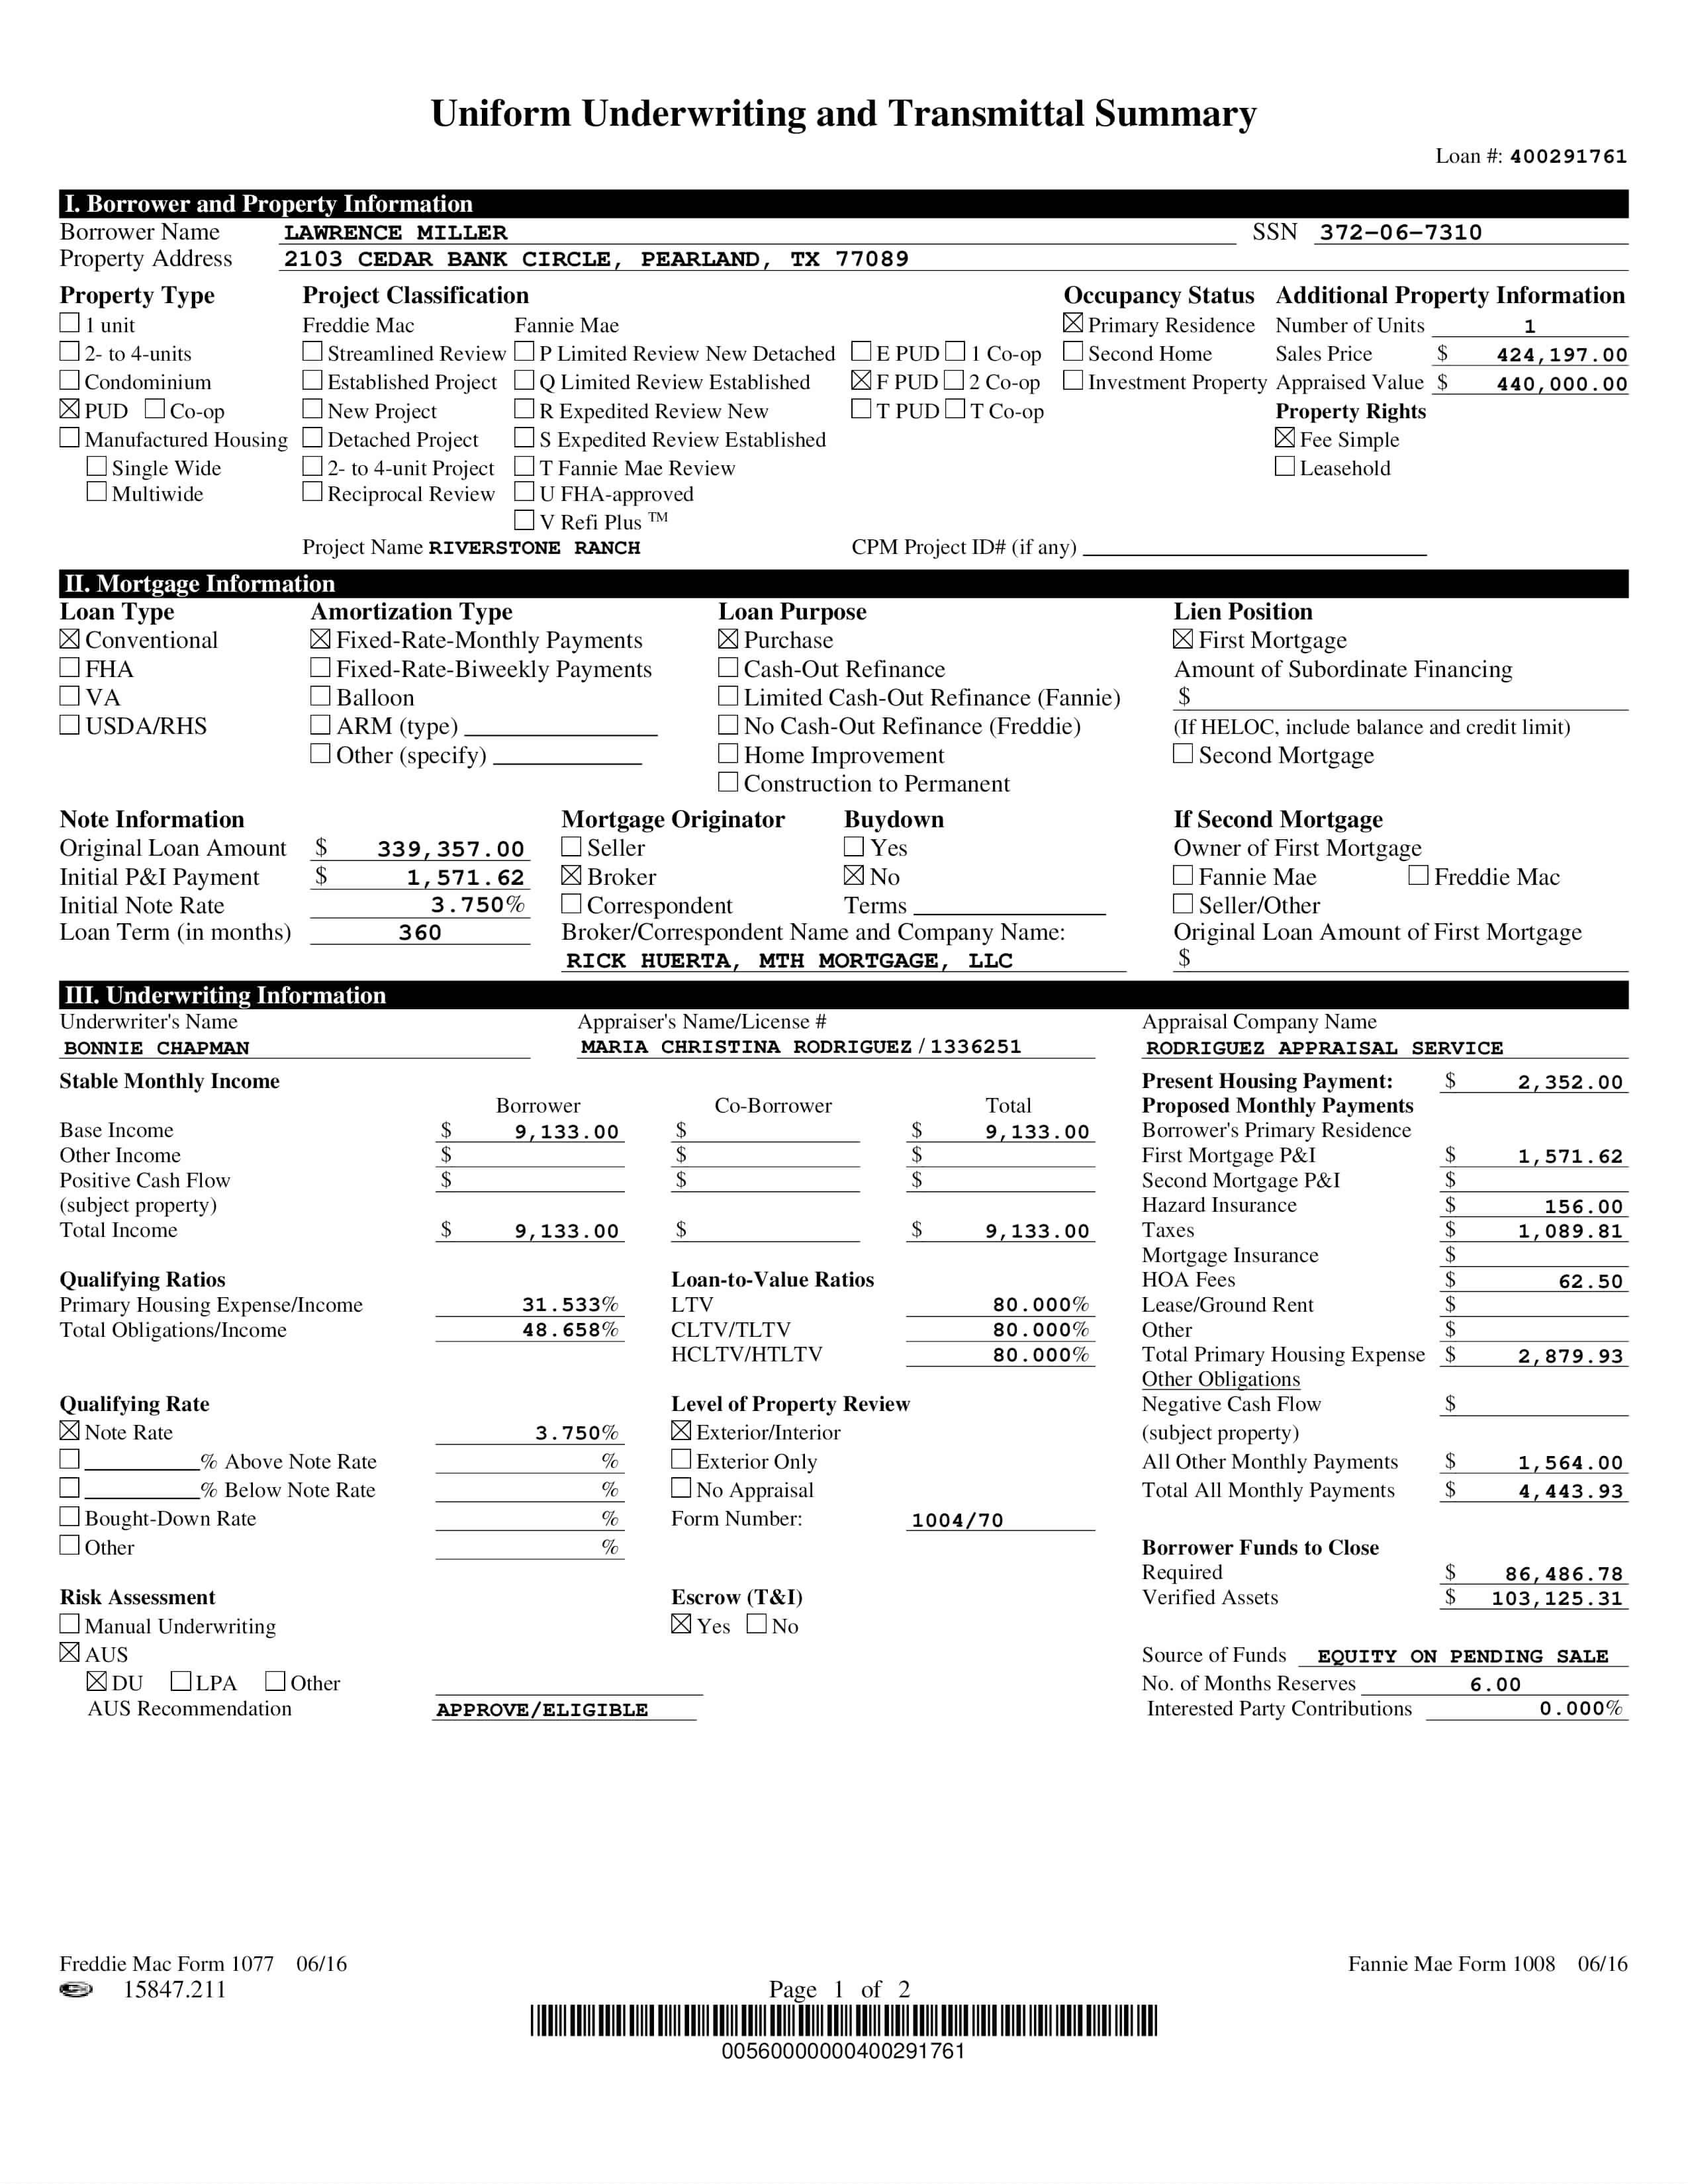 Uniform Underwriting and Transmittal Summary
Loan #: 400291761
I. Borrower and Property Information
Borrower Name LAWRENCE MILLER SSN 372-06-7310
Property Address 2103 CEDAR BANK CIRCLE, PEARLAND, TX 77089
Property Type Project Classification Occupancy Status Additional Property Information
☐ 1 unit Freddie Mac Fannie Mae ☒ Primary Residence Number of Units 1
☐ 2- to 4-units ☐ Streamlined Review ☐ P Limited Review New Detached ☐ E PUD ☐ 1 Co-op ☐ Second Home Sales Price $ 424,197.00
☐ Condominium ☐ Established Project ☐ Q Limited Review Established ☒ F PUD ☐ 2 Co-op ☐ Investment Property Appraised Value $ 440,000.00
☒ PUD ☐ Co-op ☐ New Project ☐ R Expedited Review New ☐ T PUD ☐ T Co-op Property Rights
☐ Manufactured Housing ☐ Detached Project ☐ S Expedited Review Established ☒ Fee Simple
☐ Single Wide ☐ 2- to 4-unit Project ☐ T Fannie Mae Review ☐ Leasehold
☐ Multiwide ☐ Reciprocal Review ☐ U FHA-approved
☐ V Refi Plus ™
Project Name RIVERSTONE RANCH CPM Project ID# (if any)
II. Mortgage Information
Loan Type Amortization Type Loan Purpose Lien Position
☒ Conventional ☒ Fixed-Rate-Monthly Payments ☒ Purchase ☒ First Mortgage
☐ FHA ☐ Fixed-Rate-Biweekly Payments ☐ Cash-Out Refinance Amount of Subordinate Financing
☐ VA ☐ Balloon ☐ Limited Cash-Out Refinance (Fannie) $
☐ USDA/RHS ☐ ARM (type) ☐ No Cash-Out Refinance (Freddie) (If HELOC, include balance and credit limit)
☐ Other (specify) ☐ Home Improvement ☐ Second Mortgage
☐ Construction to Permanent
Note Information Mortgage Originator Buydown If Second Mortgage
Original Loan Amount $ 339,357.00 ☐ Seller ☐ Yes Owner of First Mortgage
Initial P&I Payment $ 1,571.62 ☒ Broker ☒ No ☐ Fannie Mae ☐ Freddie Mac
Initial Note Rate 3.750% ☐ Correspondent Terms ☐ Seller/Other
Loan Term (in months) 360 Broker/Correspondent Name and Company Name: Original Loan Amount of First Mortgage
RICK HUERTA, MTH MORTGAGE, LLC $
III. Underwriting Information
Underwriter's Name Appraiser's Name/License # Appraisal Company Name
BONNIE CHAPMAN MARIA CHRISTINA RODRIGUEZ / 1336251 RODRIGUEZ APPRAISAL SERVICE
Stable Monthly Income Present Housing Payment: $ 2,352.00
Borrower Co-Borrower Total Proposed Monthly Payments
Base Income $ 9,133.00 $ $ 9,133.00 Borrower's Primary Residence
Other Income $ $ $ First Mortgage P&I $ 1,571.62
Positive Cash Flow $ $ $ Second Mortgage P&I $
(subject property) Hazard Insurance $ 156.00
Total Income $ 9,133.00 $ $ 9,133.00 Taxes $ 1,089.81
Mortgage Insurance $
Qualifying Ratios Loan-to-Value Ratios HOA Fees $ 62.50
Primary Housing Expense/Income 31.533% LTV 80.000% Lease/Ground Rent $
Total Obligations/Income 48.658% CLTV/TLTV 80.000% Other $
HCLTV/HTLTV 80.000% Total Primary Housing Expense $ 2,879.93
Other Obligations
Qualifying Rate Level of Property Review Negative Cash Flow $
☒ Note Rate 3.750% ☒ Exterior/Interior (subject property)
☐ % Above Note Rate % ☐ Exterior Only All Other Monthly Payments $ 1,564.00
☐ % Below Note Rate % ☐ No Appraisal Total All Monthly Payments $ 4,443.93
☐ Bought-Down Rate % Form Number: 1004/70
☐ Other % Borrower Funds to Close
Required $ 86,486.78
Risk Assessment Escrow (T&I) Verified Assets $ 103,125.31
☐ Manual Underwriting ☒ Yes ☐ No
☒ AUS Source of Funds EQUITY ON PENDING SALE
☒ DU ☐ LPA ☐ Other No. of Months Reserves 6.00
AUS Recommendation APPROVE/ELIGIBLE Interested Party Contributions 0.000%
Freddie Mac Form 1077 06/16 Fannie Mae Form 1008 06/16
15847.211 Page 1 of 2
00560000000400291761